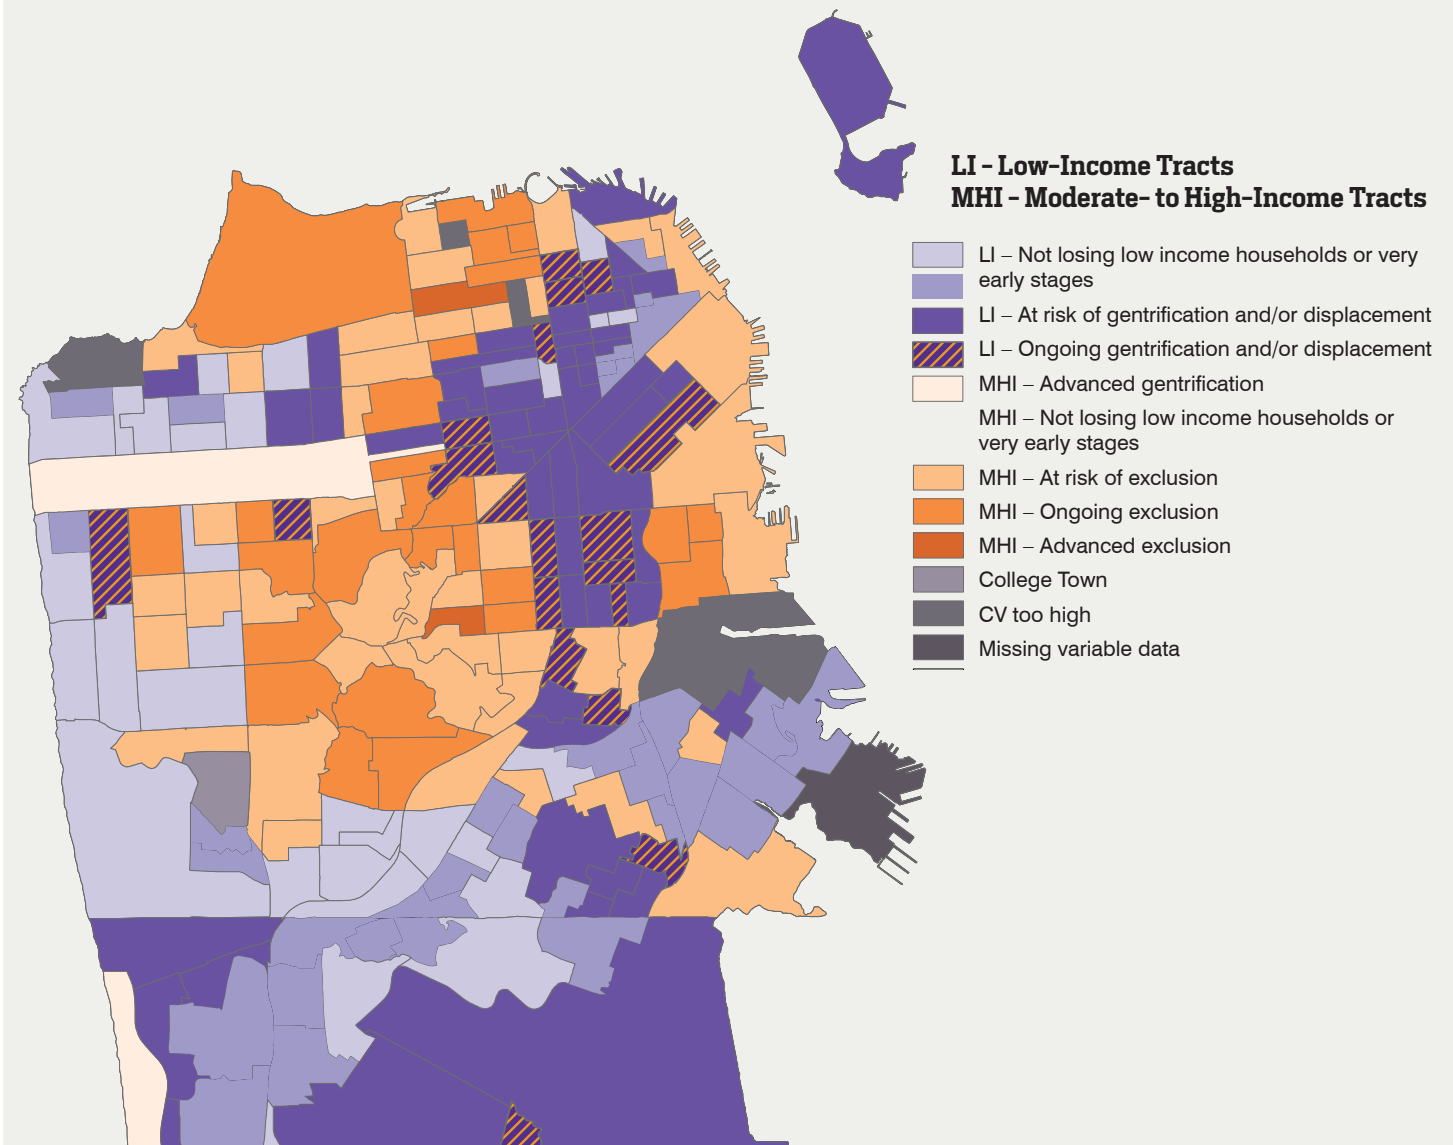 LI – Low-Income Tracts
MHI – Moderate- to High-Income Tracts
LI – Not losing low income households or very
early stages
LI – At risk of gentrification and/or displacement
LI – Ongoing gentrification and/or displacement
MHI – Advanced gentrification
MHI – Not losing low income households or
very early stages
MHI – At risk of exclusion
MHI – Ongoing exclusion
MHI – Advanced exclusion
College Town
CV too high
Missing variable data